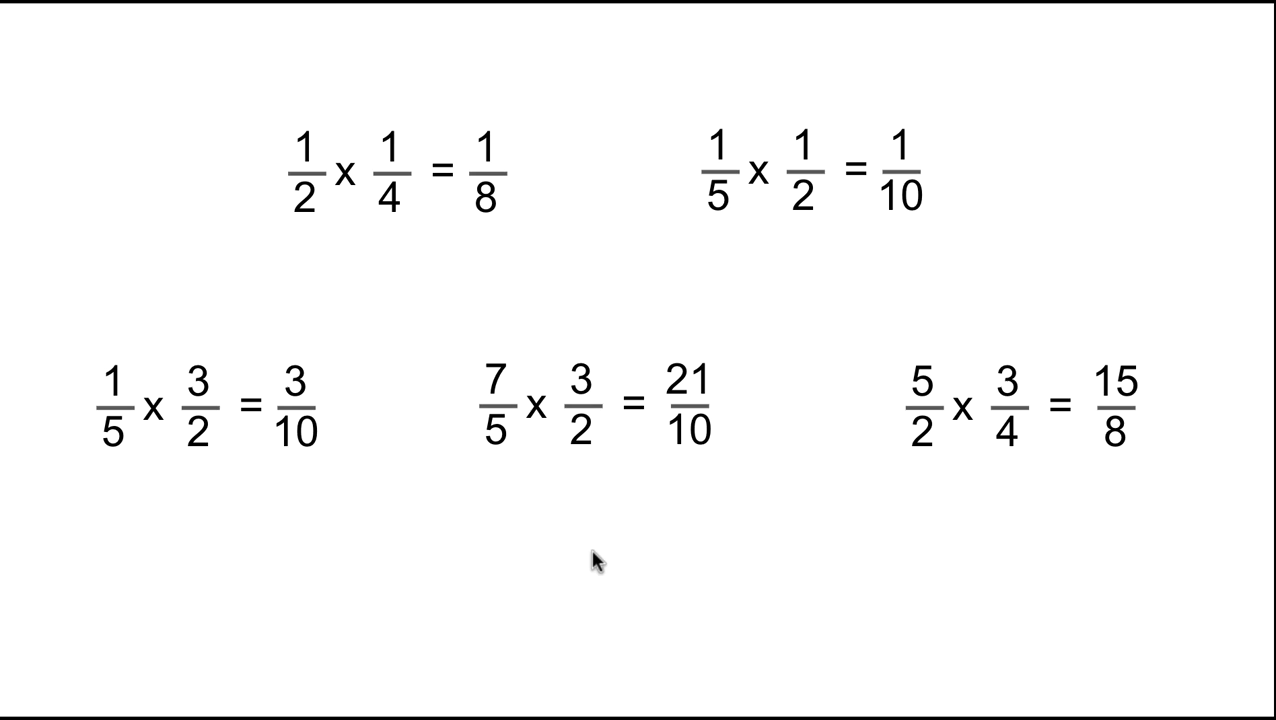 1/2 x 1/4 = 1/8
1/5 x 1/2 = 1/10
1/5 x 3/2 = 3/10
7/5 x 3/2 = 21/10
5/2 x 3/4 = 15/8